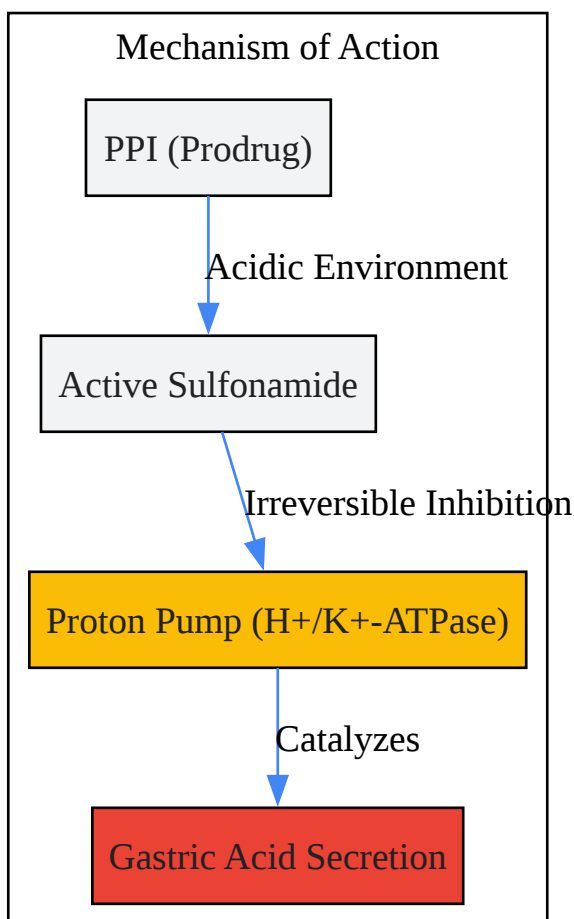 Mechanism of Action
PPI (Prodrug)
Acidic Environment
Active Sulfonamide
Irreversible Inhibition
Proton Pump (H+/K+-ATPase)
Catalyzes
Gastric Acid Secretion